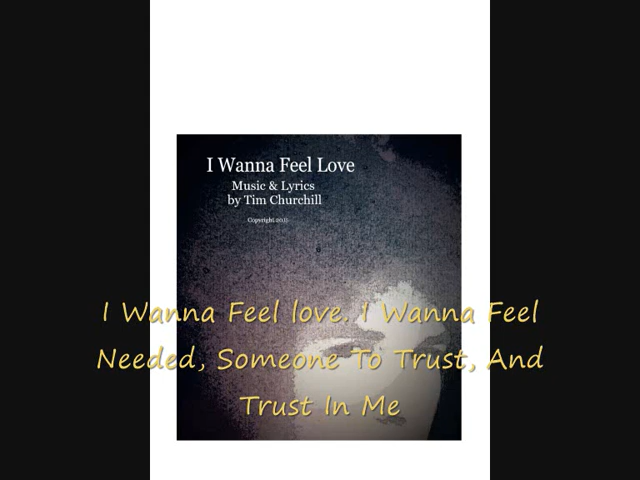 I Wanna Feel Love
Music & Lyrics
by Tim Churchill
Copyright 2011
I Wanna Feel love. I Wanna Feel
Needed, Someone To Trust, And
Trust In Me